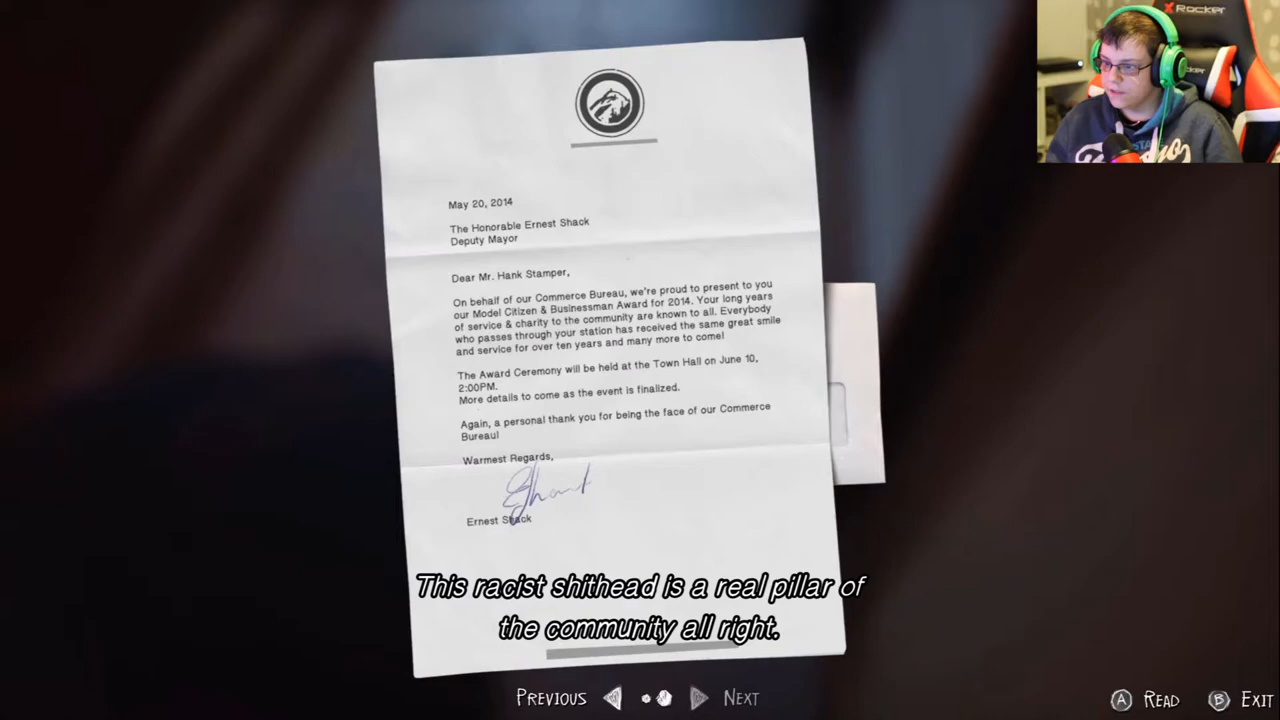 X Rocker
ocker
May 20, 2014
The Honorable Ernest Shack
Deputy Mayor
Dear Mr. Hank Stamper,
On behalf of our Commerce Bureau, we're proud to present to you
our Model Citizen & Businessman Award for 2014. Your long years
of service & charity to the community are known to all. Everybody
who passes through your station has received the same great smile
and service for over ten years and many more to come!
The Award Ceremony will be held at the Town Hall on June 10,
2:00PM.
More details to come as the event is finalized.
Again, a personal thank you for being the face of our Commerce
Bureau!
Warmest Regards,
Ernest Shack
This racist shithead is a real pillar of
the community all right.
PREVIOUS
NEXT
A READ
B EXIT